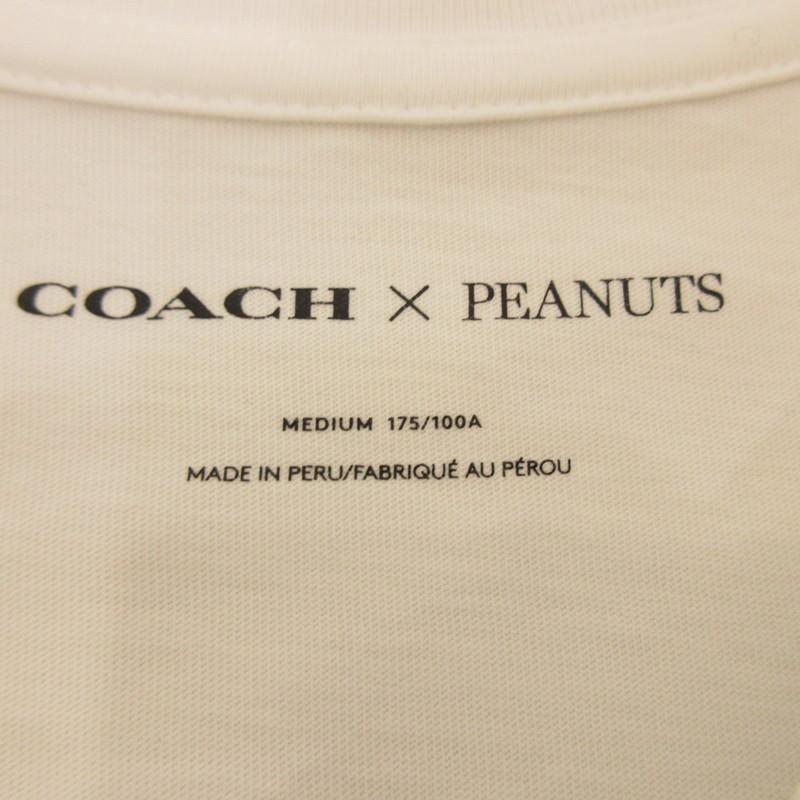 COACH × PEANUTS
MEDIUM 175/100A
MADE IN PERU/FABRIQUÉ AU PÉROU